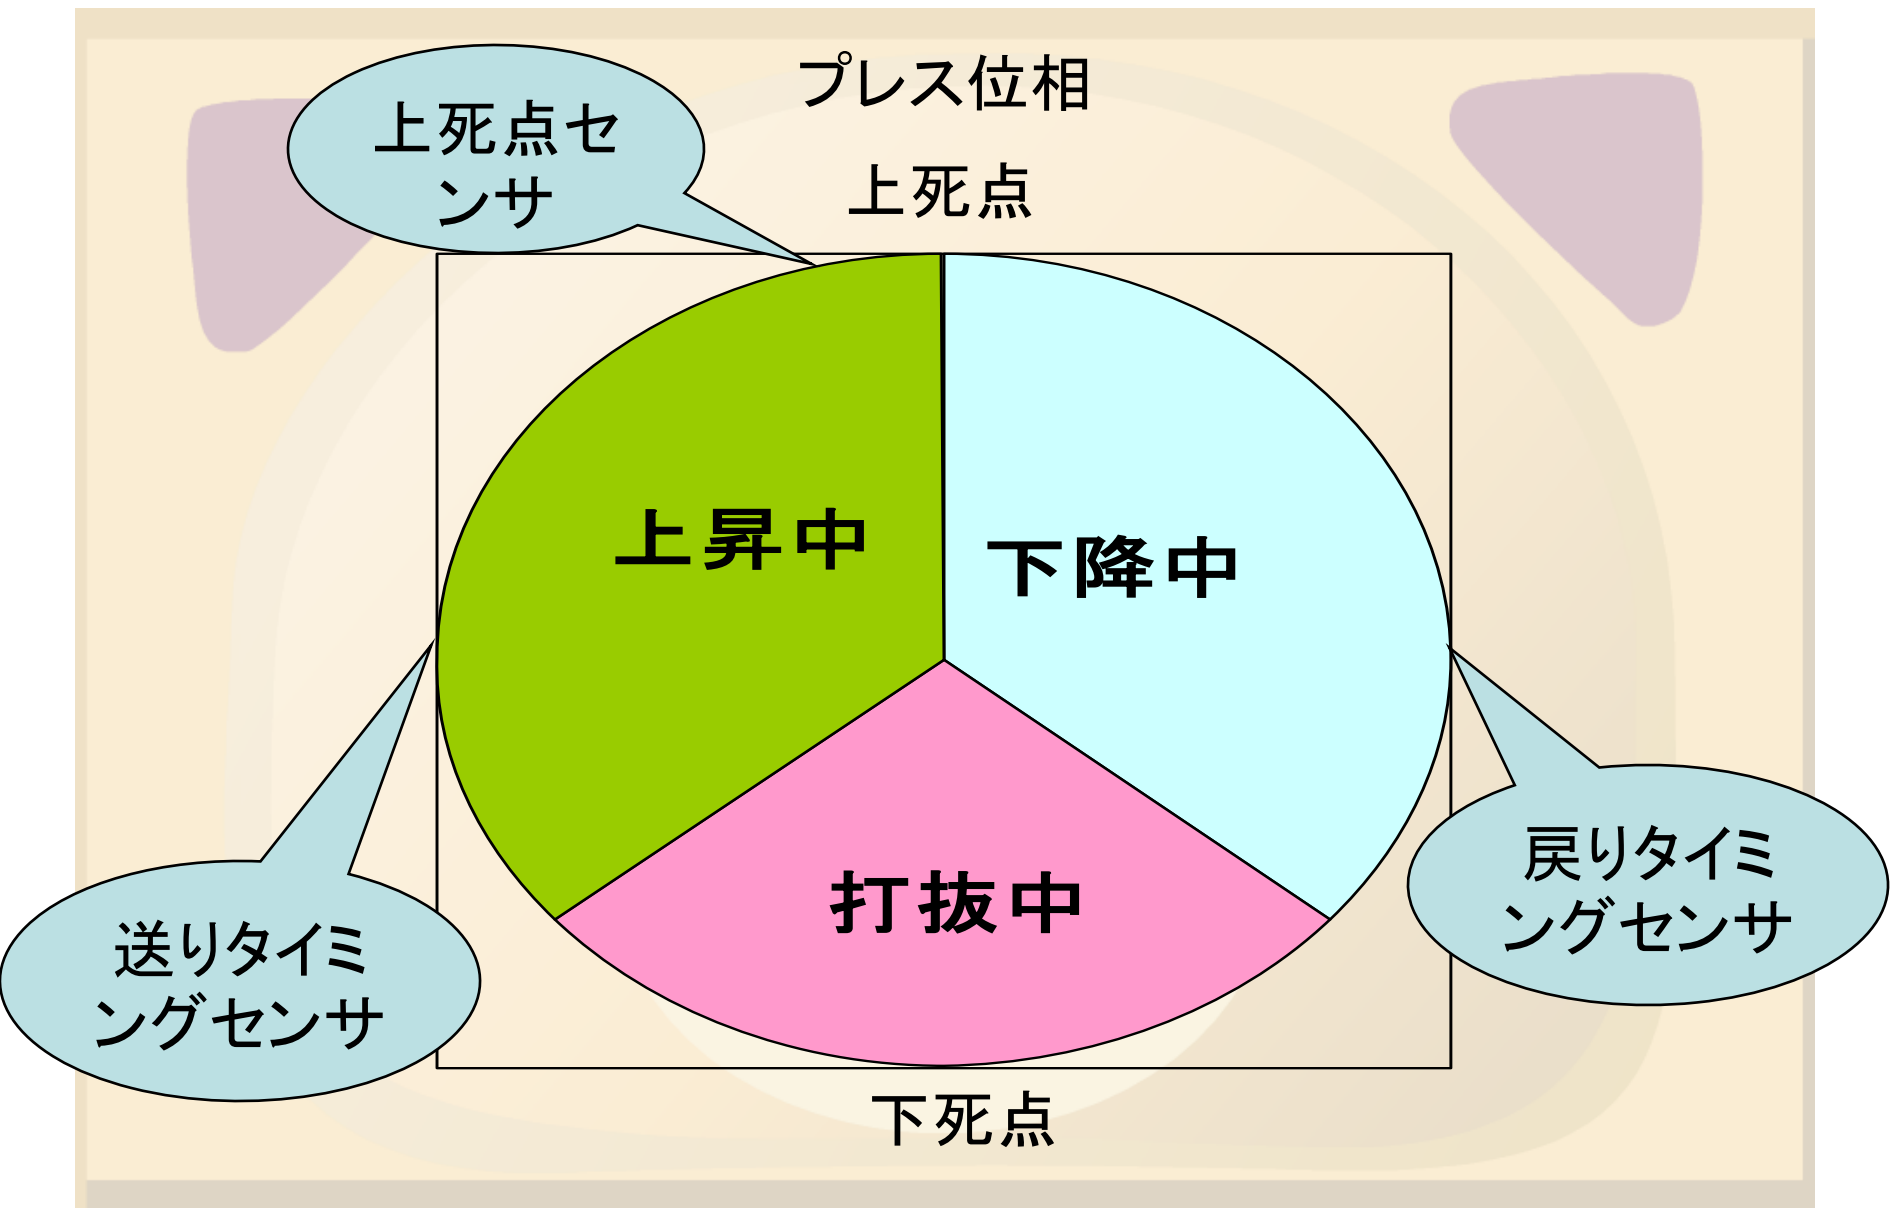 プレス位相
上死点セ
ンサ
上死点
上昇中
下降中
打抜中
戻りタイミ
ングセンサ
送りタイミ
ングセンサ
下死点